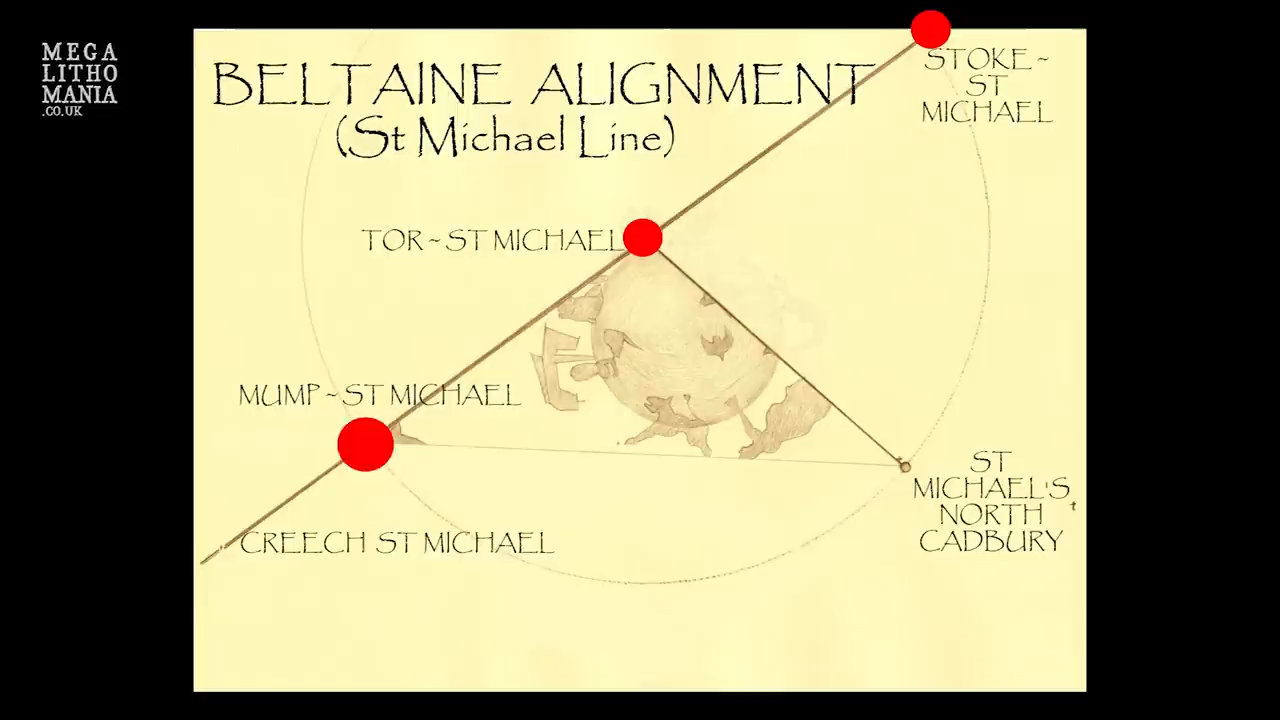 MEGA
LITHO
MANIA
.CO.UK
BELTAINE ALIGNMENT
(St Michael Line)
STOKE~
ST
MICHAEL
TOR~ST MICHAEL
MUMP~ST MICHAEL
CREECH ST MICHAEL
ST
MICHAEL'S
NORTH
CADBURY